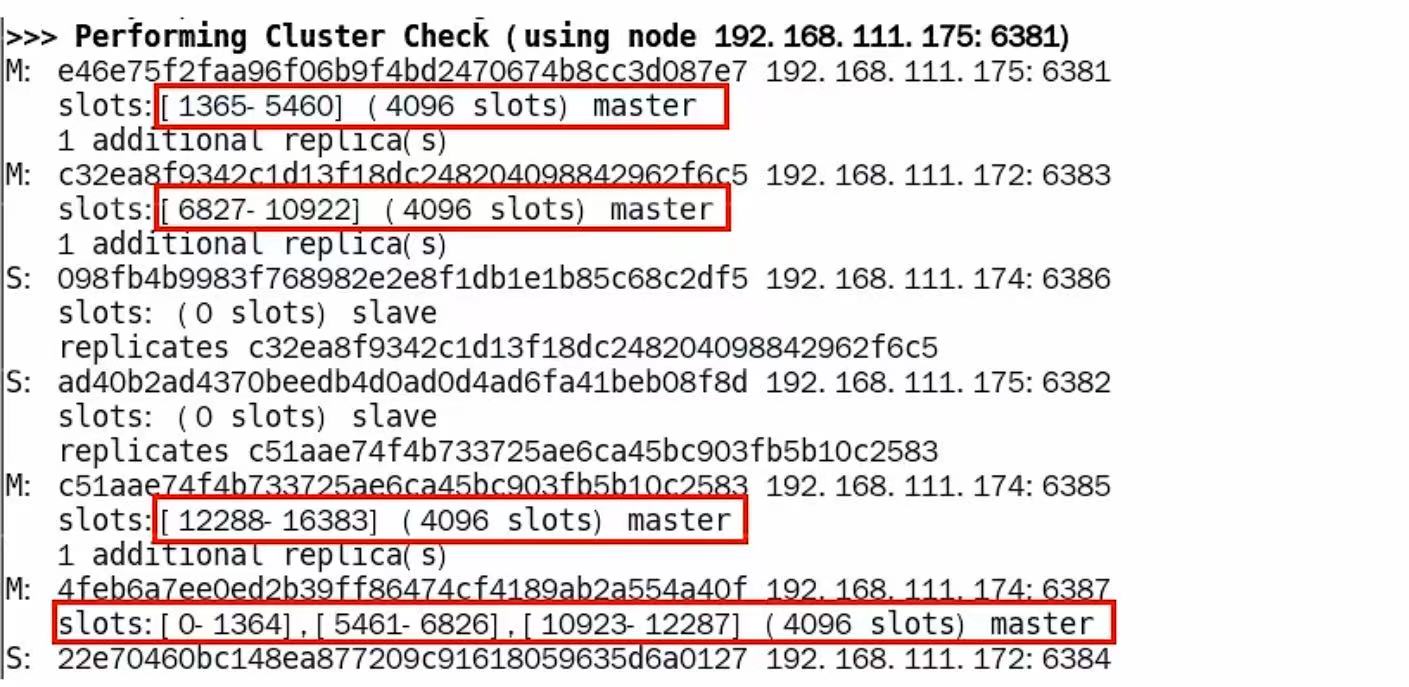 >>> Performing Cluster Check (using node 192.168.111.175:6381)
M: e46e75f2faa96f06b9f4bd2470674b8cc3d087e7 192.168.111.175:6381
slots:[1365-5460] (4096 slots) master
1 additional replica(s)
M: c32ea8f9342c1d13f18dc248204098842962f6c5 192.168.111.172:6383
slots:[6827-10922] (4096 slots) master
1 additional replica(s)
S: 098fb4b9983f768982e2e8f1db1e1b85c68c2df5 192.168.111.174:6386
slots: (0 slots) slave
replicates c32ea8f9342c1d13f18dc248204098842962f6c5
S: ad40b2ad4370beedb4d0ad0d4ad6fa41beb08f8d 192.168.111.175:6382
slots: (0 slots) slave
replicates c51aae74f4b733725ae6ca45bc903fb5b10c2583
M: c51aae74f4b733725ae6ca45bc903fb5b10c2583 192.168.111.174:6385
slots:[12288-16383] (4096 slots) master
1 additional replica(s)
M: 4feb6a7ee0ed2b39ff86474cf4189ab2a554a40f 192.168.111.174:6387
slots:[0-1364],[5461-6826],[10923-12287] (4096 slots) master
S: 22e70460bc148ea877209c91618059635d6a0127 192.168.111.172:6384